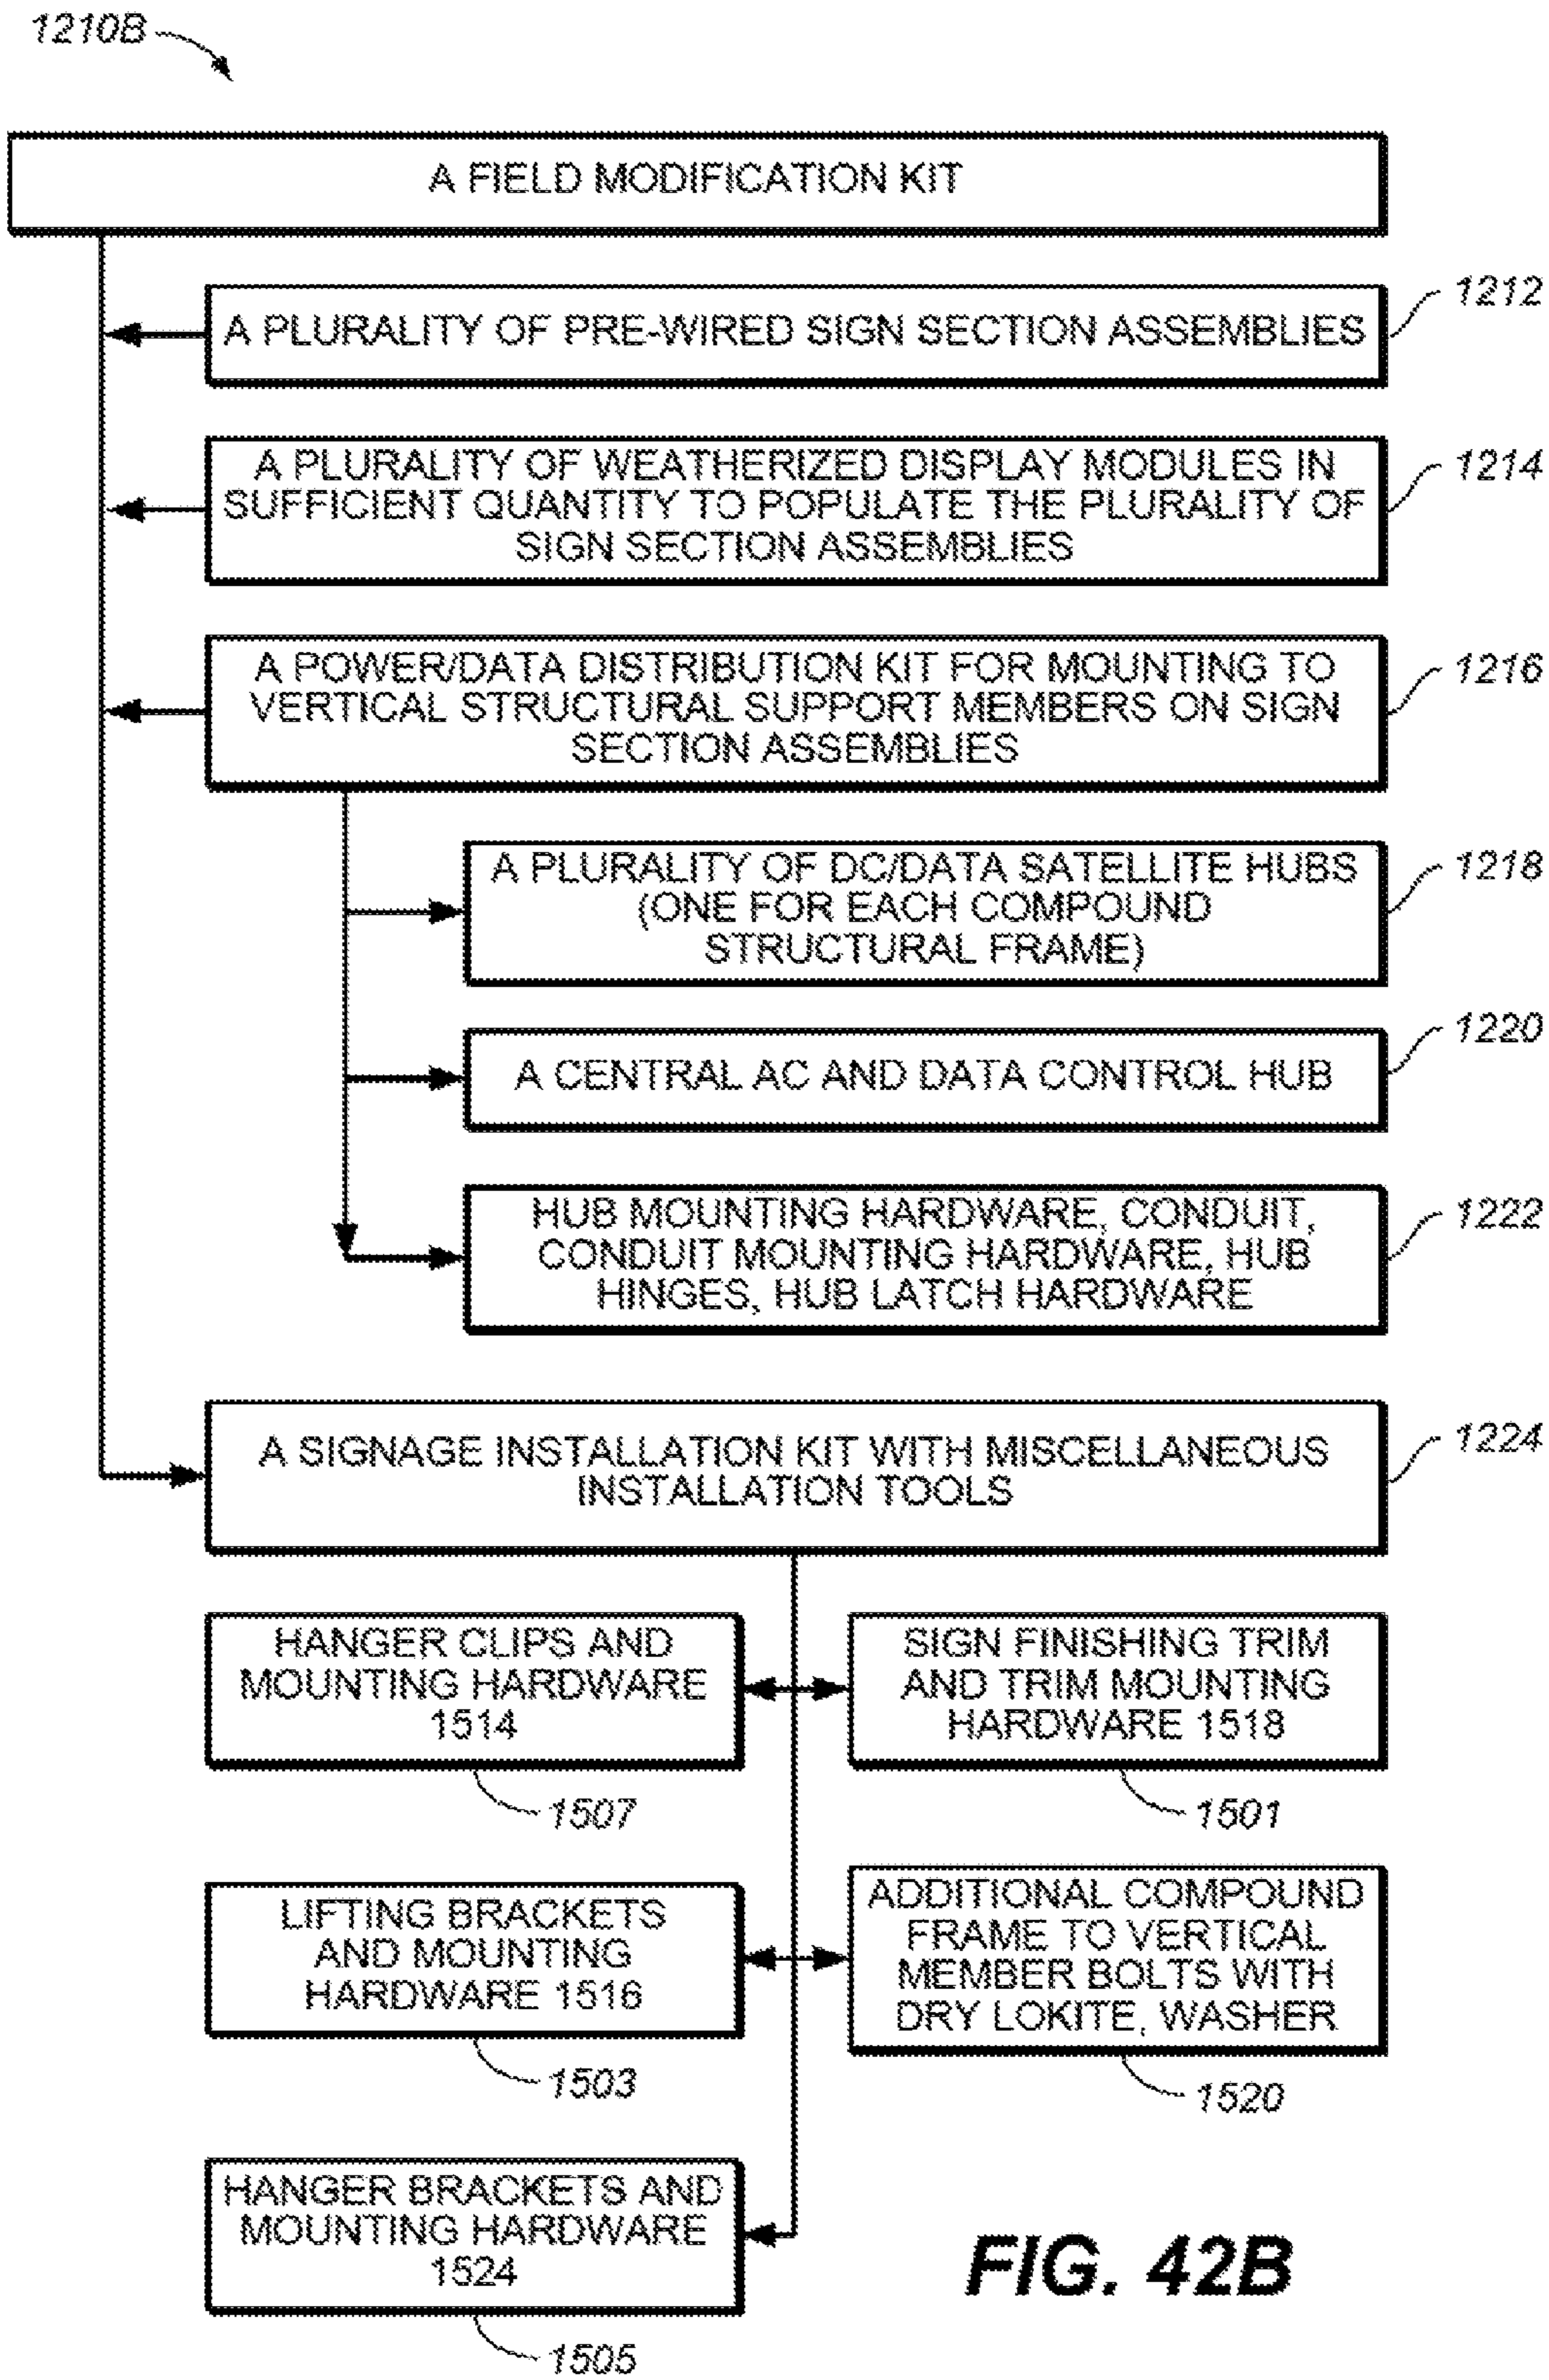 1210B
A FIELD MODIFICATION KIT
1212
A PLURALITY OF PRE-WIRED SIGN SECTION ASSEMBLIES
1214
A PLURALITY OF WEATHERIZED DISPLAY MODULES IN
SUFFICIENT QUANTITY TO POPULATE THE PLURALITY OF
SIGN SECTION ASSEMBLIES
1216
A POWER/DATA DISTRIBUTION KIT FOR MOUNTING TO
VERTICAL STRUCTURAL SUPPORT MEMBERS ON SIGN
SECTION ASSEMBLIES
1218
A PLURALITY OF DC/DATA SATELLITE HUBS
(ONE FOR EACH COMPOUND
STRUCTURAL FRAME)
1220
A CENTRAL AC AND DATA CONTROL HUB
1222
HUB MOUNTING HARDWARE, CONDUIT,
CONDUIT MOUNTING HARDWARE, HUB
HINGES, HUB LATCH HARDWARE
1224
A SIGNAGE INSTALLATION KIT WITH MISCELLANEOUS
INSTALLATION TOOLS
HANGER CLIPS AND
MOUNTING HARDWARE
1514
1507
SIGN FINISHING TRIM
AND TRIM MOUNTING
HARDWARE 1518
1501
LIFTING BRACKETS
AND MOUNTING
HARDWARE 1516
1503
ADDITIONAL COMPOUND
FRAME TO VERTICAL
MEMBER BOLTS WITH
DRY LOKITE, WASHER
1520
HANGER BRACKETS AND
MOUNTING HARDWARE
1524
1505
FIG. 42B